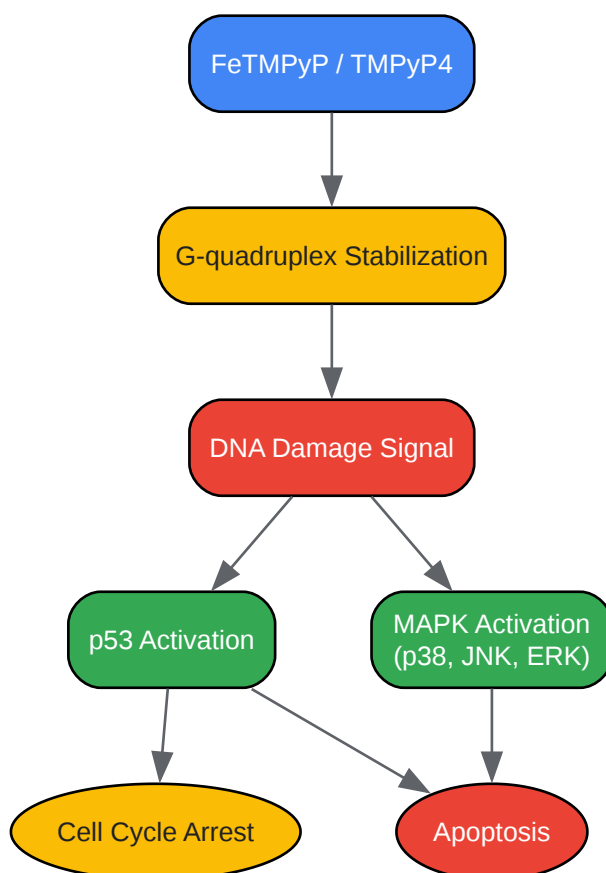 FeTMPyP / TMPyP4
G-quadruplex Stabilization
DNA Damage Signal
p53 Activation
MAPK Activation
(p38, JNK, ERK)
Cell Cycle Arrest
Apoptosis